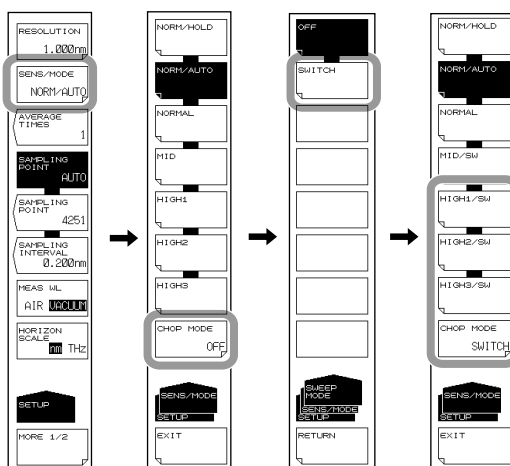 RESOLUTION
1.000nm
SENS/MODE
NORM/AUTO
AVERAGE
TIMES
1
SAMPLING
POINT
AUTO
SAMPLING
POINT
4251
SAMPLING
INTERVAL
0.200nm
MEAS WL
AIR VACUUM
HORIZON
SCALE
nm THz
SETUP
MORE 1/2
NORM/HOLD
NORM/AUTO
NORMAL
MID
HIGH1
HIGH2
HIGH3
CHOP MODE
OFF
SENS/MODE
SETUP
EXIT
OFF
SWITCH
SWEEP
MODE
SENS/MODE
SETUP
RETURN
NORM/HOLD
NORM/AUTO
NORMAL
MID/SW
HIGH1/SW
HIGH2/SW
HIGH3/SW
CHOP MODE
SWITCH
SENS/MODE
SETUP
EXIT